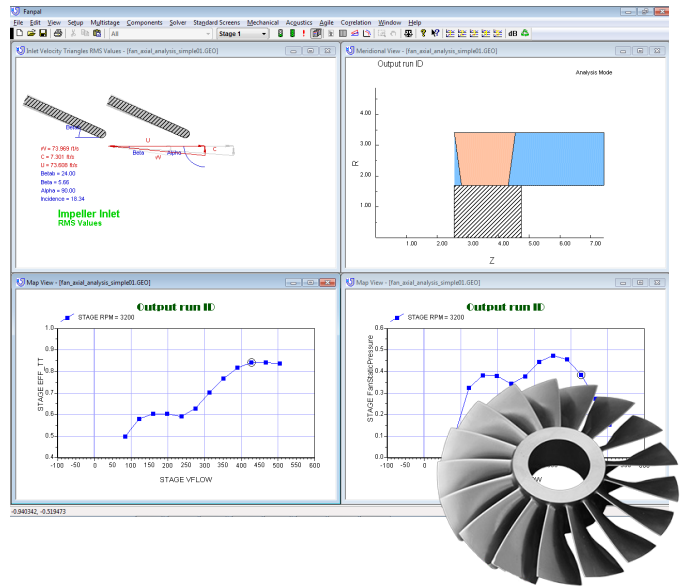 Fanpal
File Edit View Setup Multistage Components Solver Standard Screens Mechanical Acoustics Agile Correlation Window Help
All Stage 1 dB
Inlet Velocity Triangles RMS Values - [fan_axial_analysis_simple01.GEO]
Betab
U
Beta Alpha C
rV
rV = 73.969 ft/s
C = 7.301 ft/s
U = 73.608 ft/s
Betab = 24.00
Beta = 5.66
Alpha = 90.00
Incidence = 18.34
Impeller Inlet
RMS Values
Meridional View - [fan_axial_analysis_simple01.GEO]
Output run ID
Analysis Mode
4.00
3.00
R
2.00
1.00
1.00 2.00 3.00 4.00 5.00 6.00 7.00
Z
Map View - [fan_axial_analysis_simple01.GEO]
Output run ID
STAGE RPM = 3200
1.0
0.9
0.8
0.7
0.6
0.5
0.4
STAGE EFF_TT
-100 -50 0 50 100 150 200 250 300 350 400 450 500 550 600
STAGE VFLOW
Map View - [fan_axial_analysis_simple01.GEO]
Output run ID
STAGE RPM = 3200
0.6
0.5
0.4
0.3
0.2
0.1
0.0
STAGE FanStaticPressure
-100 -50 0
-0.940342, -0.519473